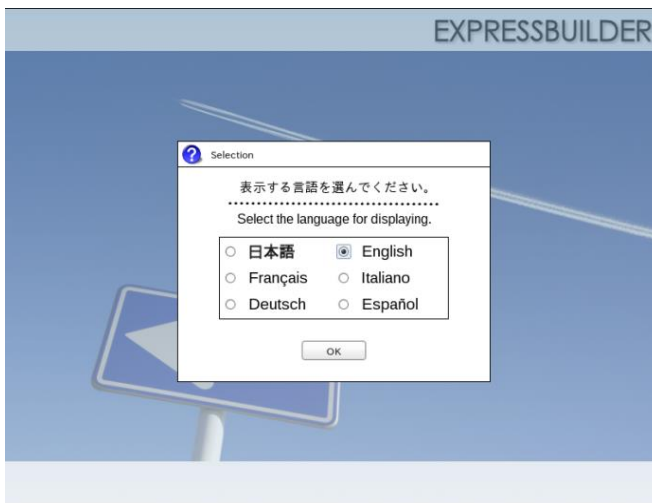 EXPRESSBUILDER
Selection
表示する言語を選んでください。
Select the language for displaying.
日本語 English
Français Italiano
Deutsch Español
OK